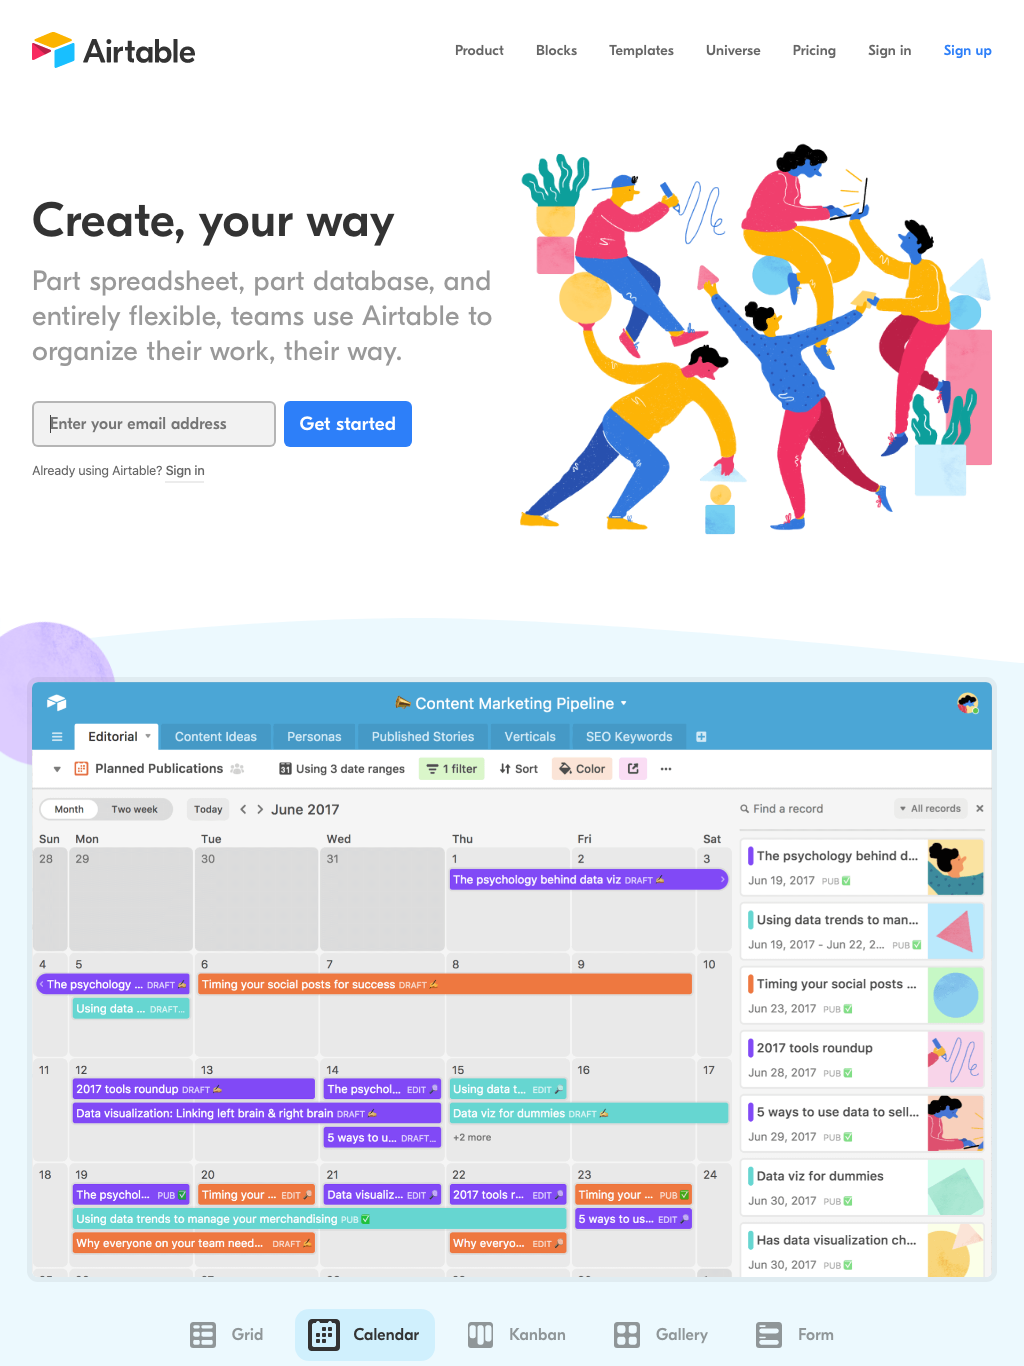 Airtable
Product Blocks Templates Universe Pricing Sign in Sign up
Create, your way
Part spreadsheet, part database, and
entirely flexible, teams use Airtable to
organize their work, their way.
Enter your email address Get started
Already using Airtable? Sign in
Content Marketing Pipeline
Editorial Content Ideas Personas Published Stories Verticals SEO Keywords
Planned Publications Using 3 date ranges 1 filter Sort Color
Month Two week Today June 2017 Find a record All records
Sun Mon Tue Wed Thu Fri Sat
28 29 30 31 1 2 3
The psychology behind data viz DRAFT
4 5 6 7 8 9 10
The psychology ... DRAFT Timing your social posts for success DRAFT
Using data ... DRAFT...
11 12 13 14 15 16 17
2017 tools roundup DRAFT The psychol... EDIT Using data t... EDIT
Data visualization: Linking left brain & right brain DRAFT Data viz for dummies DRAFT
5 ways to u... DRAFT... +2 more
18 19 20 21 22 23 24
The psychol... PUB Timing your ... EDIT Data visualiz... EDIT 2017 tools r... EDIT Timing your ... PUB
Using data trends to manage your merchandising PUB 5 ways to us... EDIT
Why everyone on your team need... DRAFT Why everyo... EDIT
The psychology behind d...
Jun 19, 2017 PUB
Using data trends to man...
Jun 19, 2017 - Jun 22, 2... PUB
Timing your social posts ...
Jun 23, 2017 PUB
2017 tools roundup
Jun 28, 2017 PUB
5 ways to use data to sell...
Jun 29, 2017 PUB
Data viz for dummies
Jun 30, 2017 PUB
Has data visualization ch...
Jun 30, 2017 PUB
Grid Calendar Kanban Gallery Form